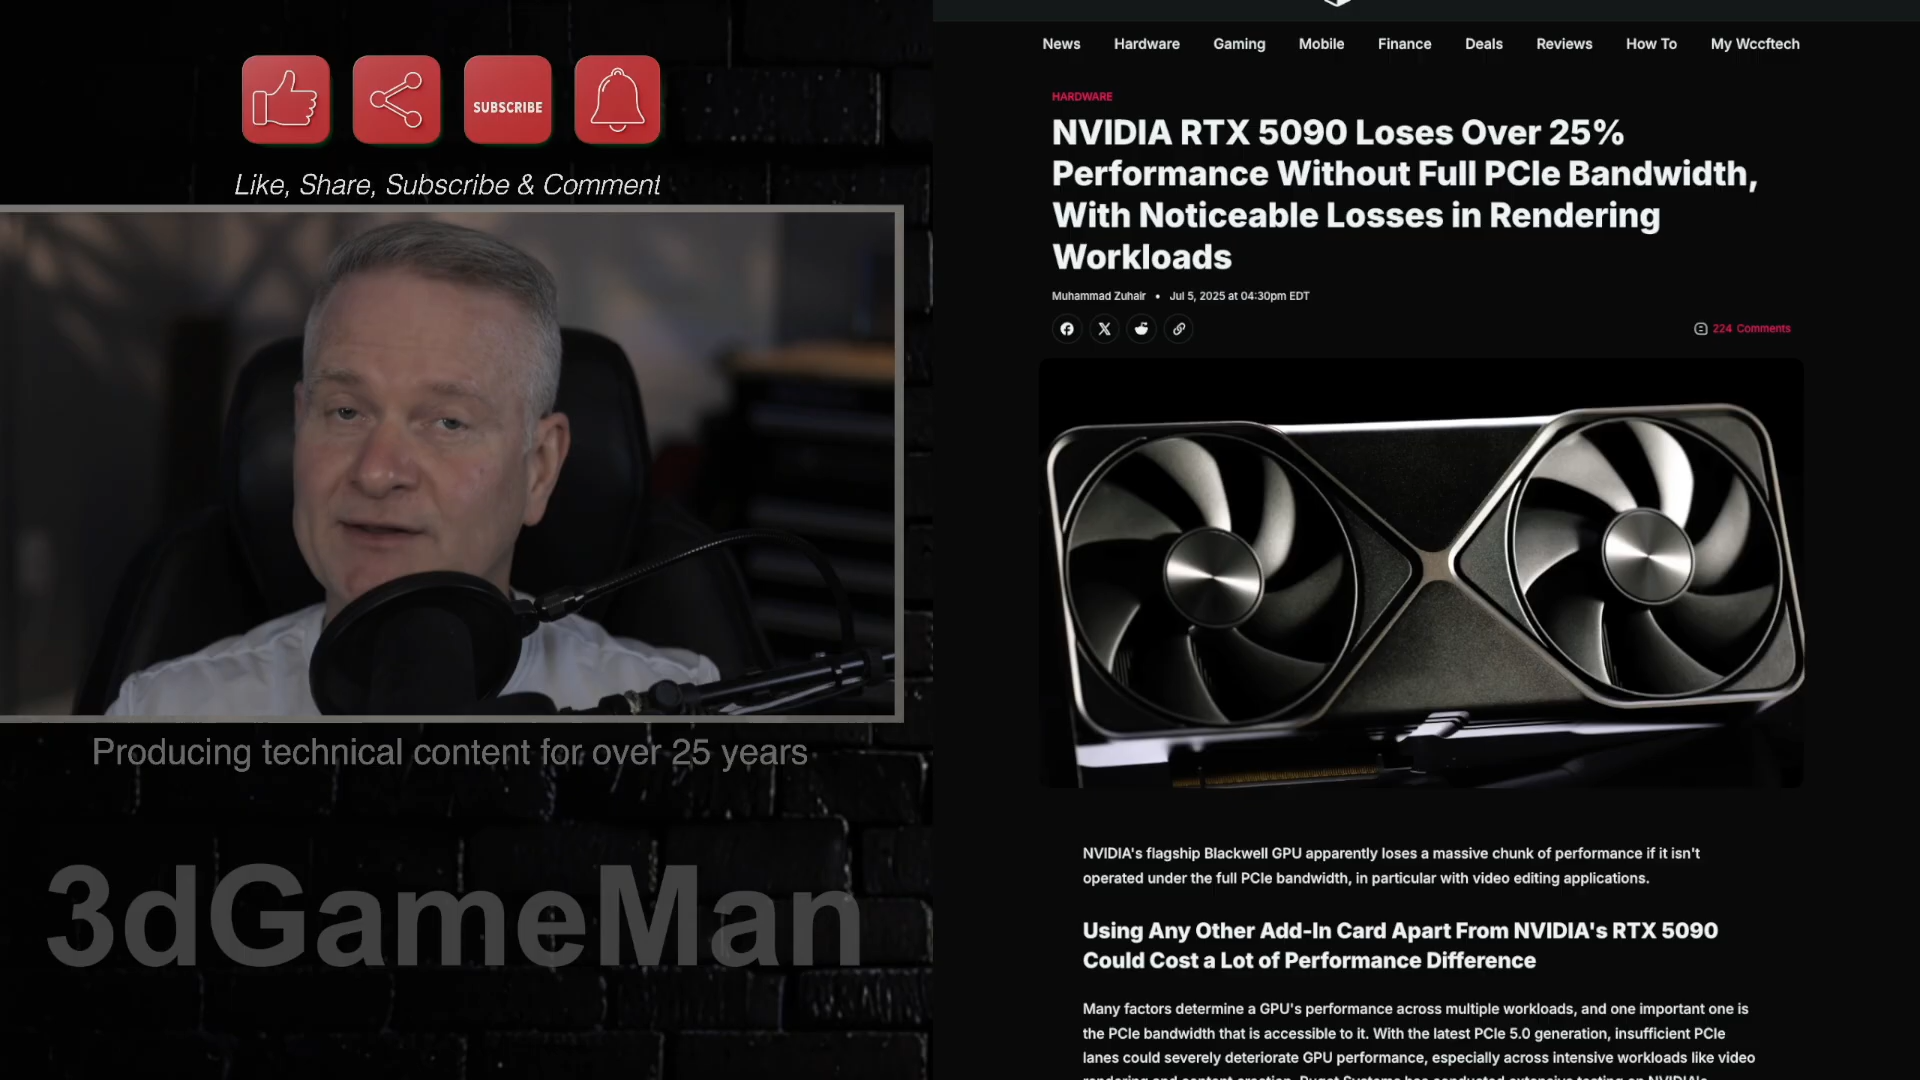 SUBSCRIBE
Like, Share, Subscribe & Comment
Producing technical content for over 25 years
3dGameMan
News Hardware Gaming Mobile Finance Deals Reviews How To My Wccftech
HARDWARE
NVIDIA RTX 5090 Loses Over 25%
Performance Without Full PCIe Bandwidth,
With Noticeable Losses in Rendering
Workloads
Muhammad Zuhair • Jul 5, 2025 at 04:30pm EDT
224 Comments
NVIDIA's flagship Blackwell GPU apparently loses a massive chunk of performance if it isn't
operated under the full PCIe bandwidth, in particular with video editing applications.
Using Any Other Add-In Card Apart From NVIDIA's RTX 5090
Could Cost a Lot of Performance Difference
Many factors determine a GPU's performance across multiple workloads, and one important one is
the PCIe bandwidth that is accessible to it. With the latest PCIe 5.0 generation, insufficient PCIe
lanes could severely deteriorate GPU performance, especially across intensive workloads like video